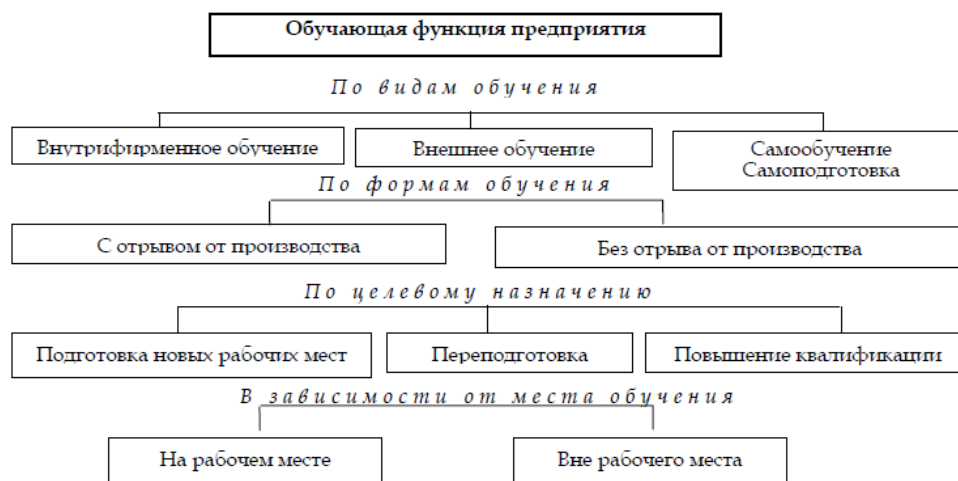 Обучающая функция предприятия
По видам обучения
Внутрифирменное обучение
Внешнее обучение
Самообучение
Самоподготовка
По формам обучения
С отрывом от производства
Без отрыва от производства
По целевому назначению
Подготовка новых рабочих мест
Переподготовка
Повышение квалификации
В зависимости от места обучения
На рабочем месте
Вне рабочего места